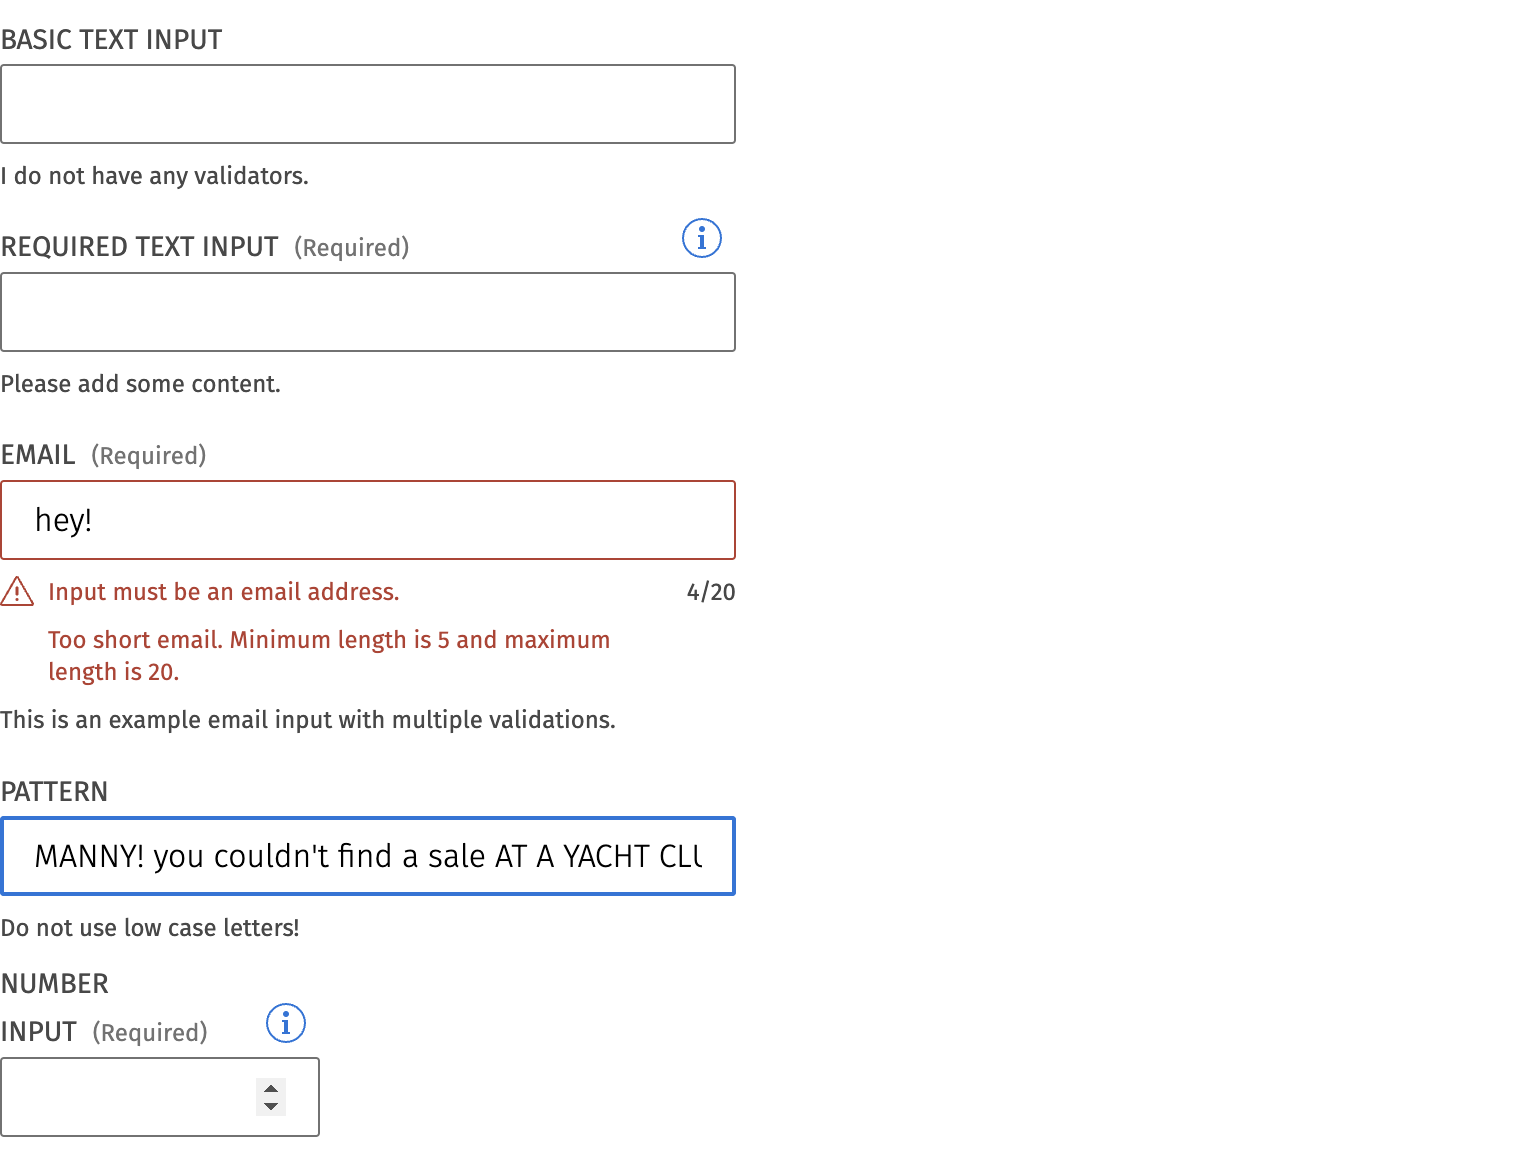 BASIC TEXT INPUT
I do not have any validators.
REQUIRED TEXT INPUT (Required)
Please add some content.
EMAIL (Required)
hey!
Input must be an email address. 4/20
Too short email. Minimum length is 5 and maximum
length is 20.
This is an example email input with multiple validations.
PATTERN
MANNY! you couldn't find a sale AT A YACHT CLU
Do not use low case letters!
NUMBER
INPUT (Required)